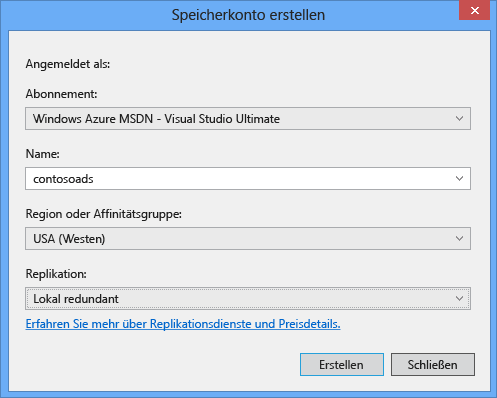 Speicherkonto erstellen
Angemeldet als:
Abonnement:
Windows Azure MSDN - Visual Studio Ultimate
Name:
contosoads
Region oder Affinitätsgruppe:
USA (Westen)
Replikation:
Lokal redundant
Erfahren Sie mehr über Replikationsdienste und Preisdetails.
Erstellen
Schließen